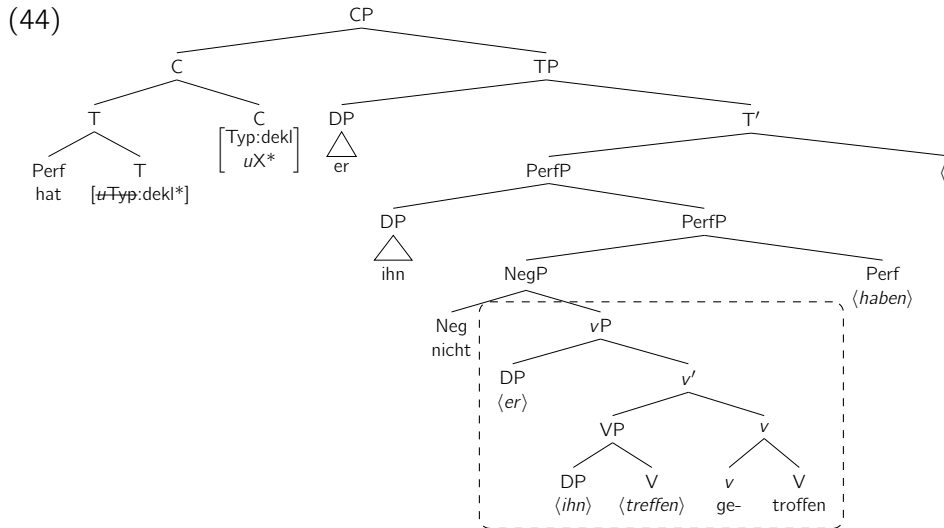 (44)
CP
C TP
T C DP T′
[Typ:dekl
uX*]
Perf T er PerfP ⟨
hat [uTyp:dekl*]
DP PerfP
ihn NegP Perf
⟨haben⟩
Neg vP
nicht
DP v′
⟨er⟩
VP v
DP V v V
⟨ihn⟩ ⟨treffen⟩ ge- troffen